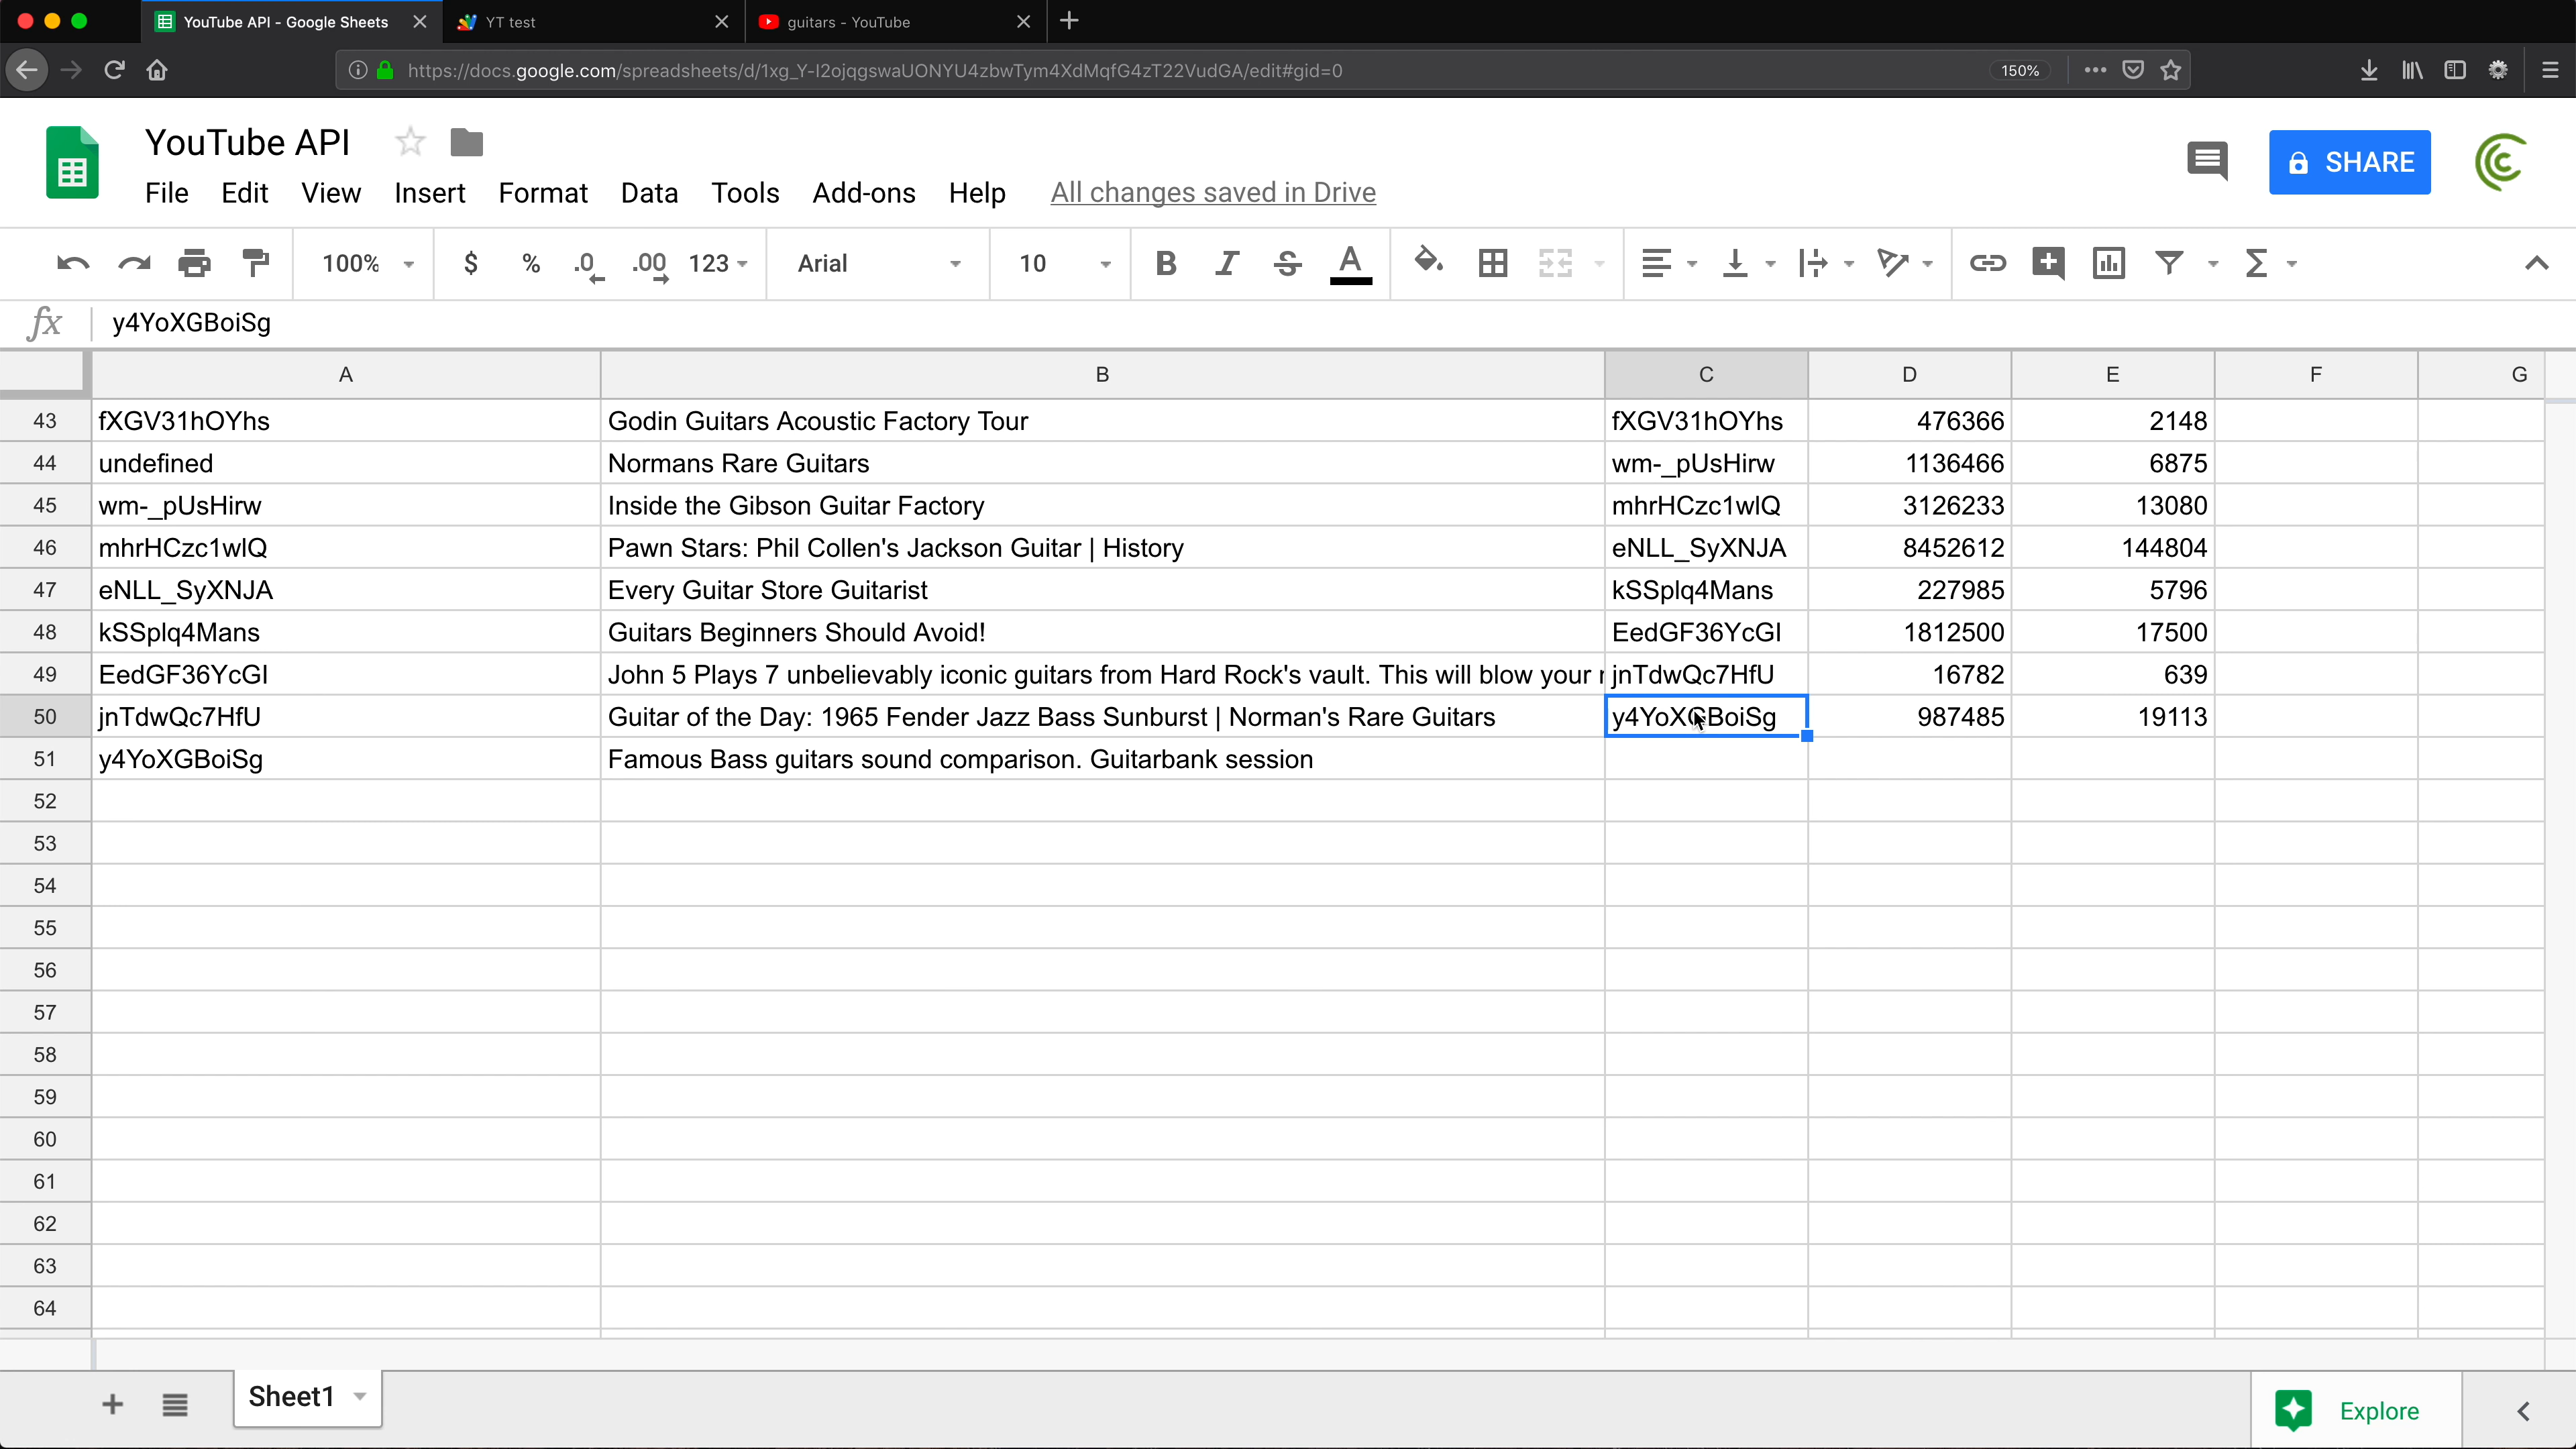 YouTube API - Google Sheets
YT test
guitars - YouTube
https://docs.google.com/spreadsheets/d/1xg_Y-I2ojqgswaUONYU4zbwTym4XdMqfG4zT22VudGA/edit#gid=0
150%
YouTube API
File Edit View Insert Format Data Tools Add-ons Help All changes saved in Drive
SHARE
100% $ % .0 .00 123 Arial 10 B I S A
fx y4YoXGBoiSg
A B C D E F G
43 fXGV31hOYhs Godin Guitars Acoustic Factory Tour fXGV31hOYhs 476366 2148
44 undefined Normans Rare Guitars wm-_pUsHirw 1136466 6875
45 wm-_pUsHirw Inside the Gibson Guitar Factory mhrHCzc1wlQ 3126233 13080
46 mhrHCzc1wlQ Pawn Stars: Phil Collen's Jackson Guitar | History eNLL_SyXNJA 8452612 144804
47 eNLL_SyXNJA Every Guitar Store Guitarist kSSplq4Mans 227985 5796
48 kSSplq4Mans Guitars Beginners Should Avoid! EedGF36YcGI 1812500 17500
49 EedGF36YcGI John 5 Plays 7 unbelievably iconic guitars from Hard Rock's vault. This will blow your jnTdwQc7HfU 16782 639
50 jnTdwQc7HfU Guitar of the Day: 1965 Fender Jazz Bass Sunburst | Norman's Rare Guitars y4YoXGBoiSg 987485 19113
51 y4YoXGBoiSg Famous Bass guitars sound comparison. Guitarbank session
52
53
54
55
56
57
58
59
60
61
62
63
64
Sheet1
Explore